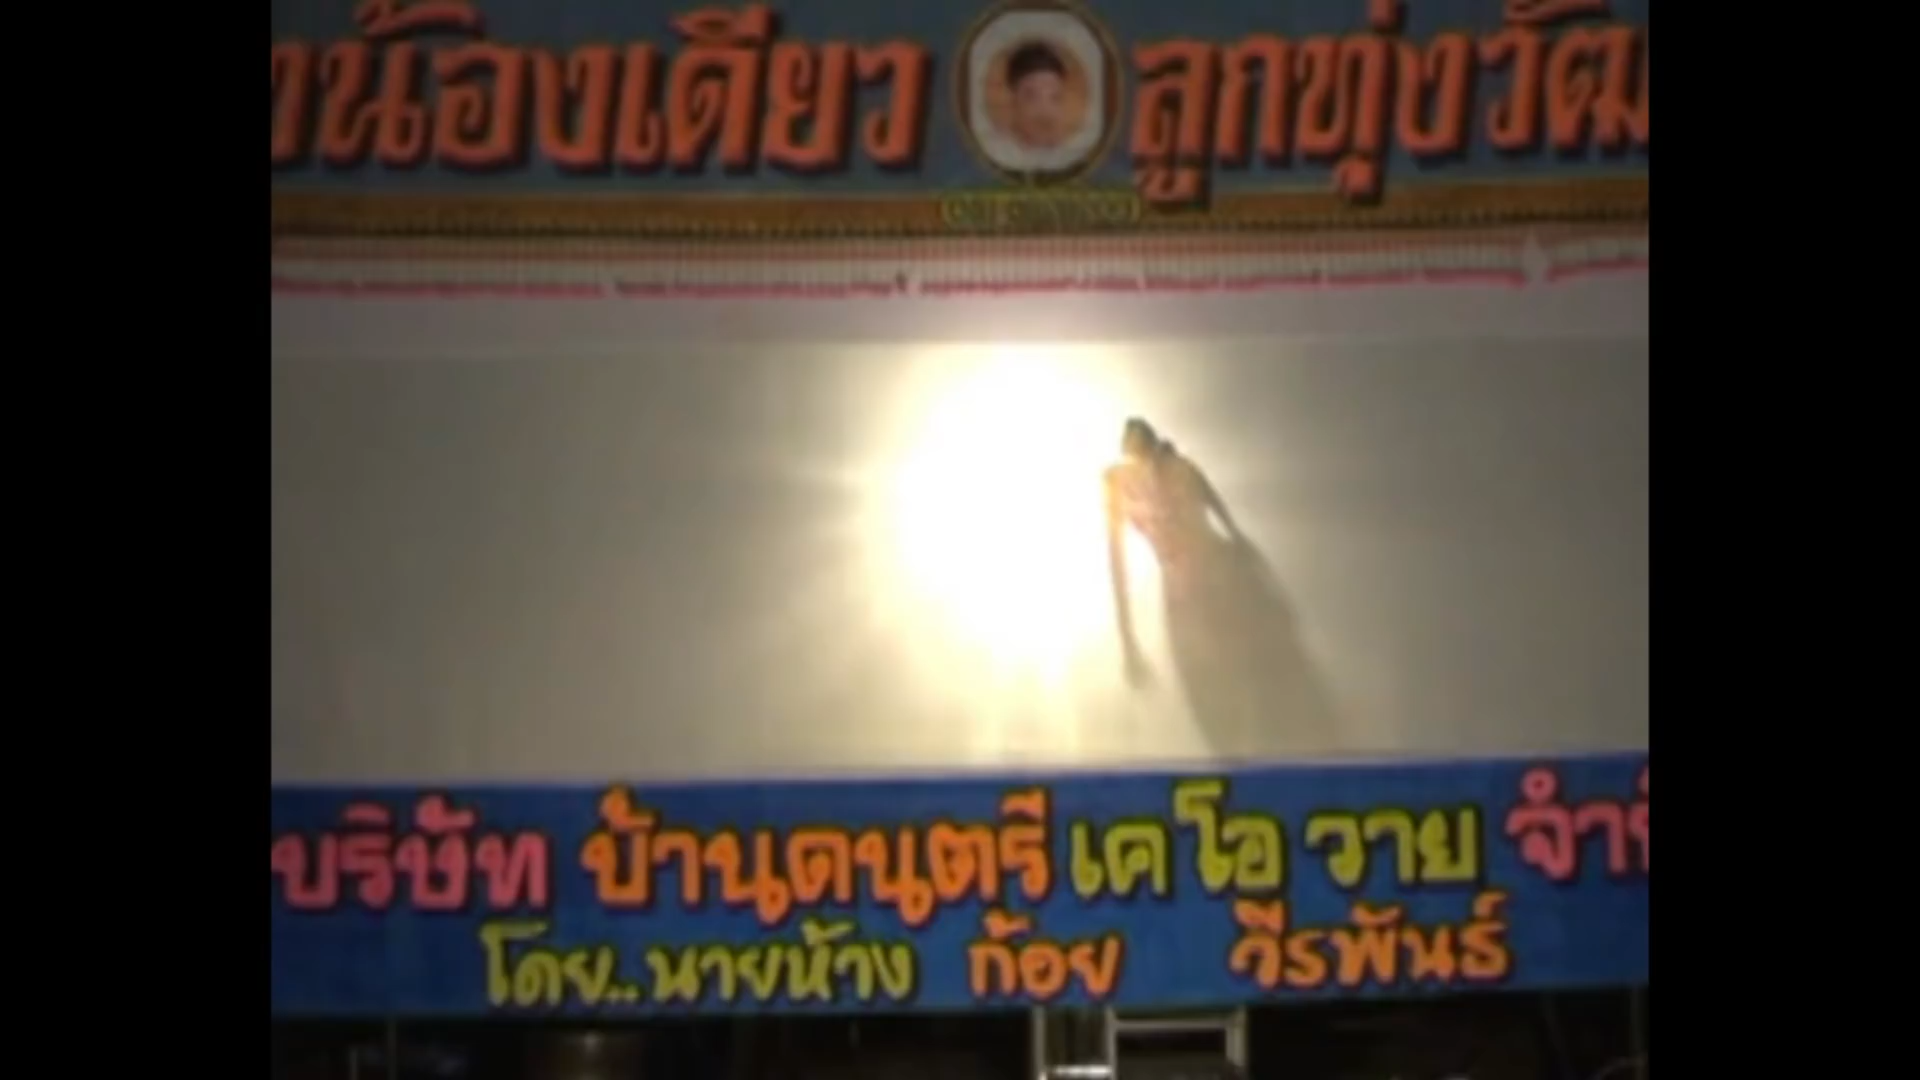 น้องเดียว ลูกทุ่งวัฒ
บริษัท บ้านดนตรี เค โอ วาย
โดย..นายห้าง ก้อย วีรพันธ์